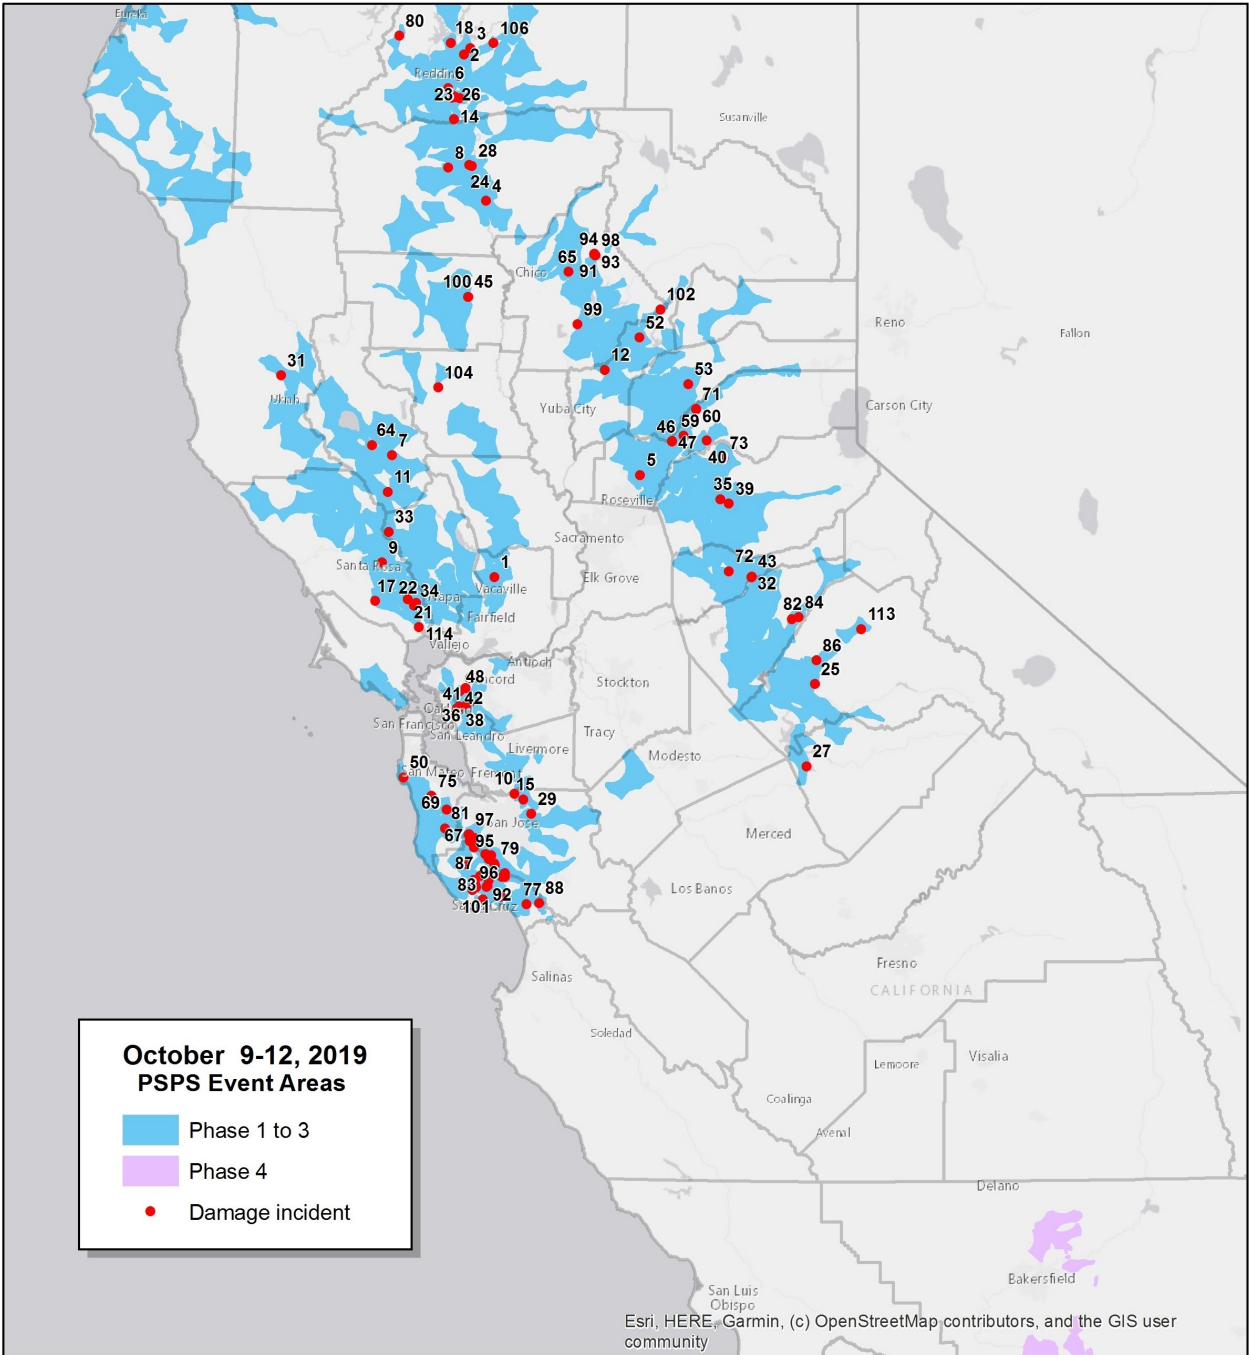 Eureka
80
18
3
106
2
Redding
6
23
26
14
Susanville
8
28
24
4
94
98
65
93
Chico
91
100
45
102
99
52
Reno
Fallon
12
31
53
104
Ukiah
71
Carson City
Yuba City
59
60
46
64
47
73
7
40
5
11
35
39
Roseville
33
Sacramento
9
72
43
Santa Rosa
1
Elk Grove
32
17
22
34
Napa
Vacaville
82
84
21
Fairfield
113
114
Vallejo
86
Antioch
25
48
Stockton
41
42
36
38
San Francisco
San Leandro
Tracy
Livermore
Modesto
27
50
San Mateo
Fremont
10
15
75
69
29
81
San Jose
97
67
95
79
Merced
87
96
83
77
88
Los Banos
92
101
Santa Cruz
Fresno
Salinas
CALIFORNIA
Soledad
Visalia
Lemoore
October 9-12, 2019
PSPS Event Areas
Coalinga
Phase 1 to 3
Avenal
Phase 4
Delano
Damage incident
Bakersfield
San Luis
Obispo
Esri, HERE, Garmin, (c) OpenStreetMap contributors, and the GIS user
community